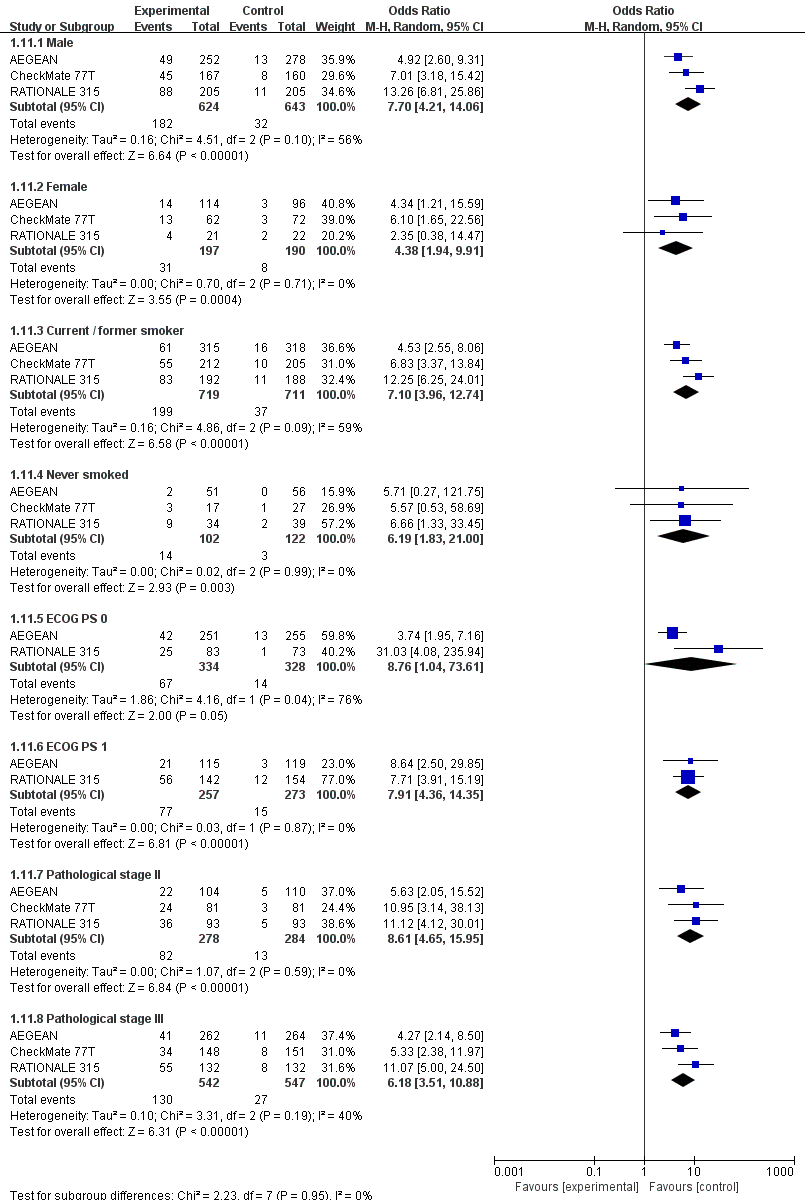 Experimental Control Odds Ratio Odds Ratio
Study or Subgroup Events Total Events Total Weight M-H, Random, 95% CI M-H, Random, 95% CI
1.11.1 Male
AEGEAN 49 252 13 278 35.9% 4.92 [2.60, 9.31]
CheckMate 77T 45 167 8 160 29.6% 7.01 [3.18, 15.42]
RATIONALE 315 88 205 11 205 34.6% 13.26 [6.81, 25.86]
Subtotal (95% CI) 624 643 100.0% 7.70 [4.21, 14.06]
Total events 182 32
Heterogeneity: Tau² = 0.16; Chi² = 4.51, df = 2 (P = 0.10); I² = 56%
Test for overall effect: Z = 6.64 (P < 0.00001)
1.11.2 Female
AEGEAN 14 114 3 96 40.8% 4.34 [1.21, 15.59]
CheckMate 77T 13 62 3 72 39.0% 6.10 [1.65, 22.56]
RATIONALE 315 4 21 2 22 20.2% 2.35 [0.38, 14.47]
Subtotal (95% CI) 197 190 100.0% 4.38 [1.94, 9.91]
Total events 31 8
Heterogeneity: Tau² = 0.00; Chi² = 0.70, df = 2 (P = 0.71); I² = 0%
Test for overall effect: Z = 3.55 (P = 0.0004)
1.11.3 Current / former smoker
AEGEAN 61 315 16 318 36.6% 4.53 [2.55, 8.06]
CheckMate 77T 55 212 10 205 31.0% 6.83 [3.37, 13.84]
RATIONALE 315 83 192 11 188 32.4% 12.25 [6.25, 24.01]
Subtotal (95% CI) 719 711 100.0% 7.10 [3.96, 12.74]
Total events 199 37
Heterogeneity: Tau² = 0.16; Chi² = 4.86, df = 2 (P = 0.09); I² = 59%
Test for overall effect: Z = 6.58 (P < 0.00001)
1.11.4 Never smoked
AEGEAN 2 51 0 56 15.9% 5.71 [0.27, 121.75]
CheckMate 77T 3 17 1 27 26.9% 5.57 [0.53, 58.69]
RATIONALE 315 9 34 2 39 57.2% 6.66 [1.33, 33.45]
Subtotal (95% CI) 102 122 100.0% 6.19 [1.83, 21.00]
Total events 14 3
Heterogeneity: Tau² = 0.00; Chi² = 0.02, df = 2 (P = 0.99); I² = 0%
Test for overall effect: Z = 2.93 (P = 0.003)
1.11.5 ECOG PS 0
AEGEAN 42 251 13 255 59.8% 3.74 [1.95, 7.16]
RATIONALE 315 25 83 1 73 40.2% 31.03 [4.08, 235.94]
Subtotal (95% CI) 334 328 100.0% 8.76 [1.04, 73.61]
Total events 67 14
Heterogeneity: Tau² = 1.86; Chi² = 4.16, df = 1 (P = 0.04); I² = 76%
Test for overall effect: Z = 2.00 (P = 0.05)
1.11.6 ECOG PS 1
AEGEAN 21 115 3 119 23.0% 8.64 [2.50, 29.85]
RATIONALE 315 56 142 12 154 77.0% 7.71 [3.91, 15.19]
Subtotal (95% CI) 257 273 100.0% 7.91 [4.36, 14.35]
Total events 77 15
Heterogeneity: Tau² = 0.00; Chi² = 0.03, df = 1 (P = 0.87); I² = 0%
Test for overall effect: Z = 6.81 (P < 0.00001)
1.11.7 Pathological stage II
AEGEAN 22 104 5 110 37.0% 5.63 [2.05, 15.52]
CheckMate 77T 24 81 3 81 24.4% 10.95 [3.14, 38.13]
RATIONALE 315 36 93 5 93 38.6% 11.12 [4.12, 30.01]
Subtotal (95% CI) 278 284 100.0% 8.61 [4.65, 15.95]
Total events 82 13
Heterogeneity: Tau² = 0.00; Chi² = 1.07, df = 2 (P = 0.59); I² = 0%
Test for overall effect: Z = 6.84 (P < 0.00001)
1.11.8 Pathological stage III
AEGEAN 41 262 11 264 37.4% 4.27 [2.14, 8.50]
CheckMate 77T 34 148 8 151 31.0% 5.33 [2.38, 11.97]
RATIONALE 315 55 132 8 132 31.6% 11.07 [5.00, 24.50]
Subtotal (95% CI) 542 547 100.0% 6.18 [3.51, 10.88]
Total events 130 27
Heterogeneity: Tau² = 0.10; Chi² = 3.31, df = 2 (P = 0.19); I² = 40%
Test for overall effect: Z = 6.31 (P < 0.00001)
0.001 0.1 1 10 1000
Favours [experimental] Favours [control]
Test for subgroup differences: Chi² = 2.23, df = 7 (P = 0.95), I² = 0%